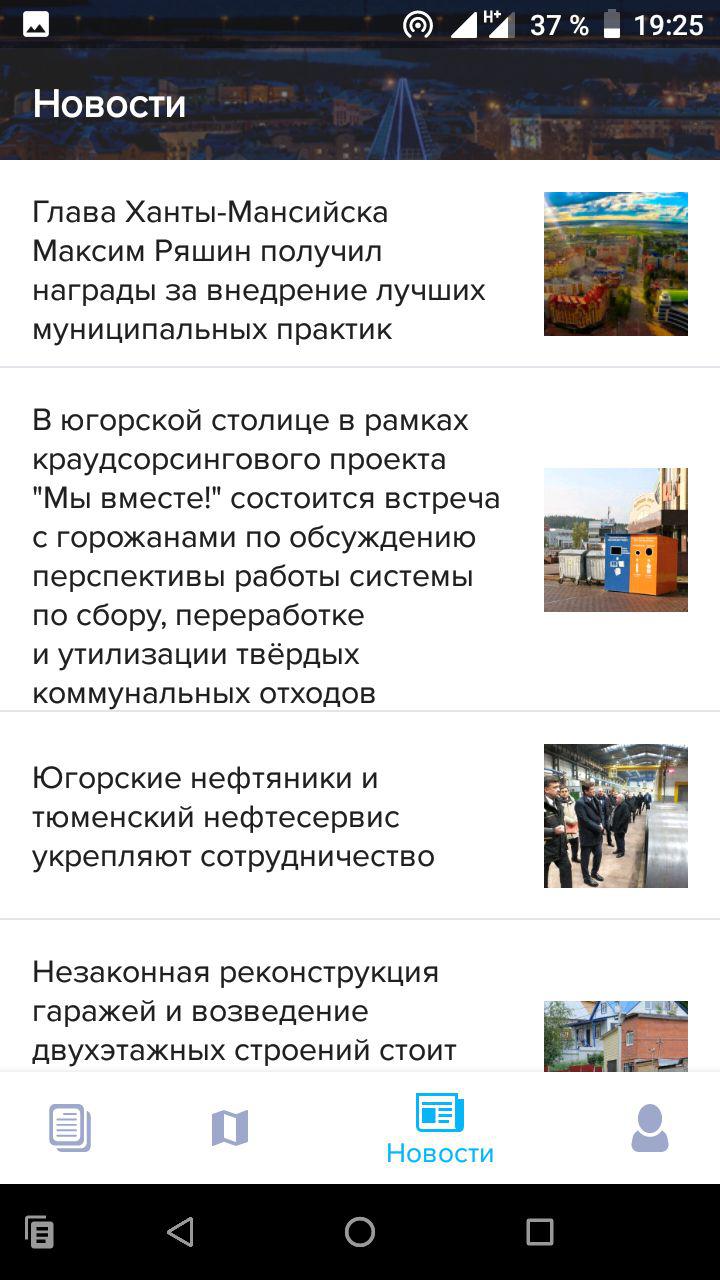 H+ 37 % 19:25
Новости
Глава Ханты-Мансийска
Максим Ряшин получил
награды за внедрение лучших
муниципальных практик
В югорской столице в рамках
краудсорсингового проекта
"Мы вместе!" состоится встреча
с горожанами по обсуждению
перспективы работы системы
по сбору, переработке
и утилизации твёрдых
коммунальных отходов
Югорские нефтяники и
тюменский нефтесервис
укрепляют сотрудничество
Незаконная реконструкция
гаражей и возведение
двухэтажных строений стоит
Новости